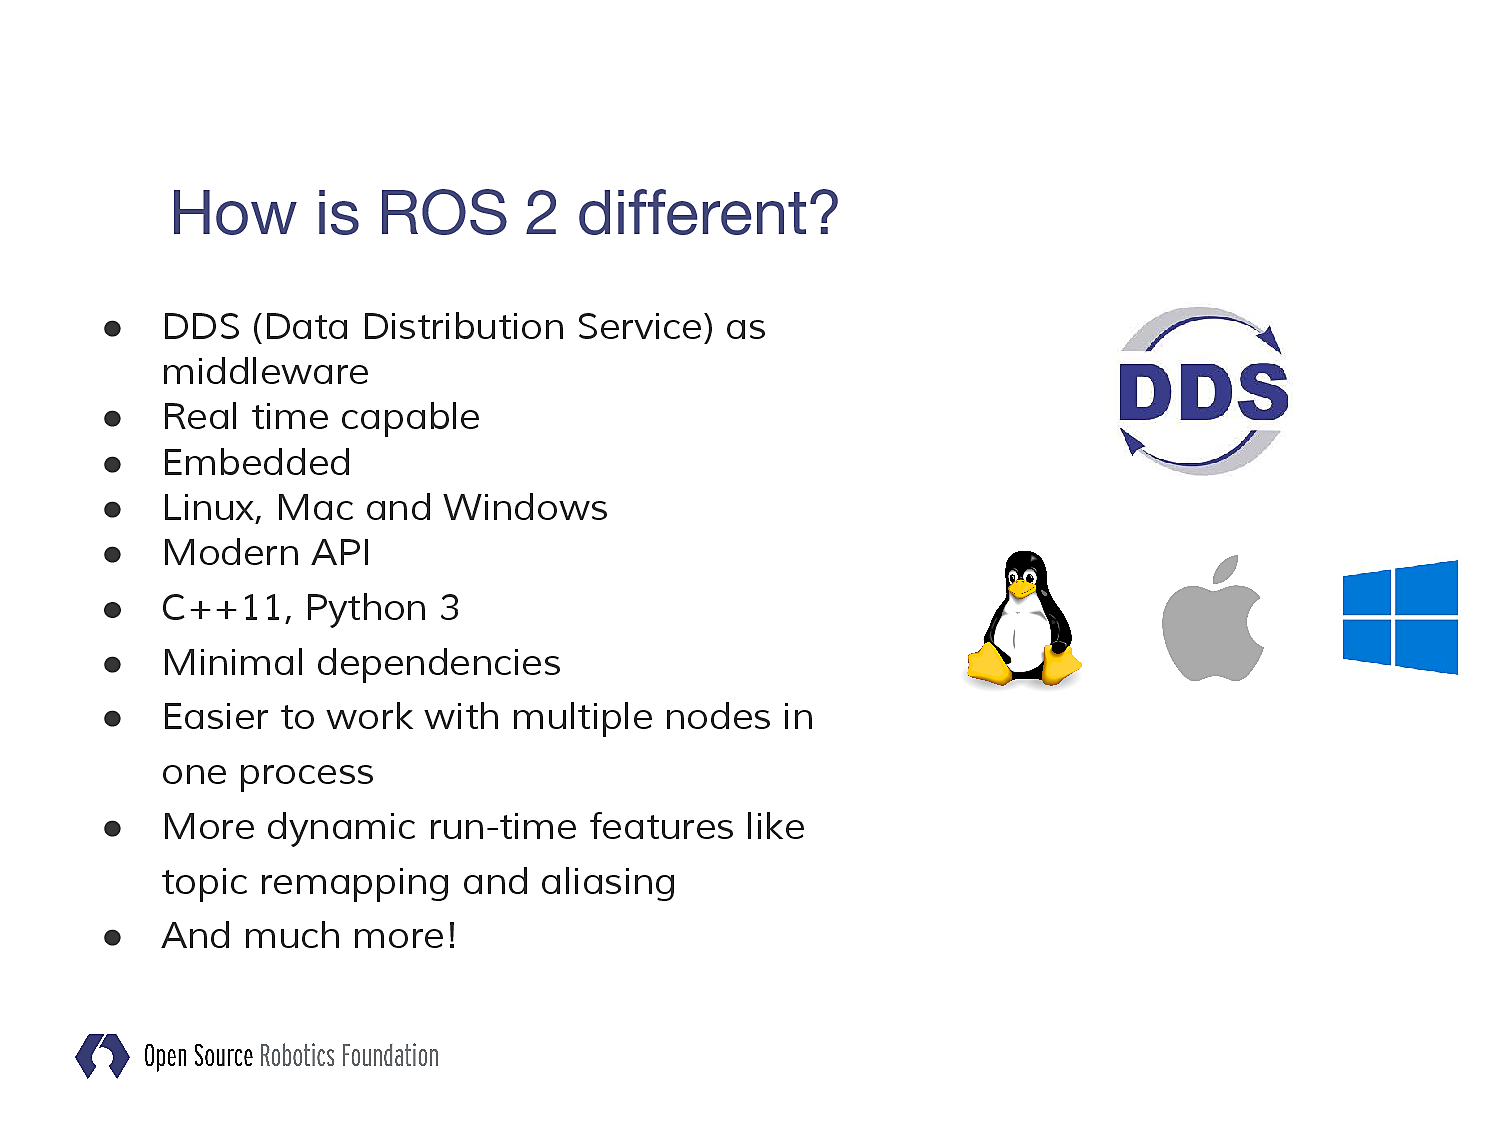 How is ROS 2 different?
● DDS (Data Distribution Service) as
middleware
● Real time capable
● Embedded
● Linux, Mac and Windows
● Modern API
● C++11, Python 3
● Minimal dependencies
● Easier to work with multiple nodes in
one process
● More dynamic run-time features like
topic remapping and aliasing
● And much more!
DDS
Open Source Robotics Foundation